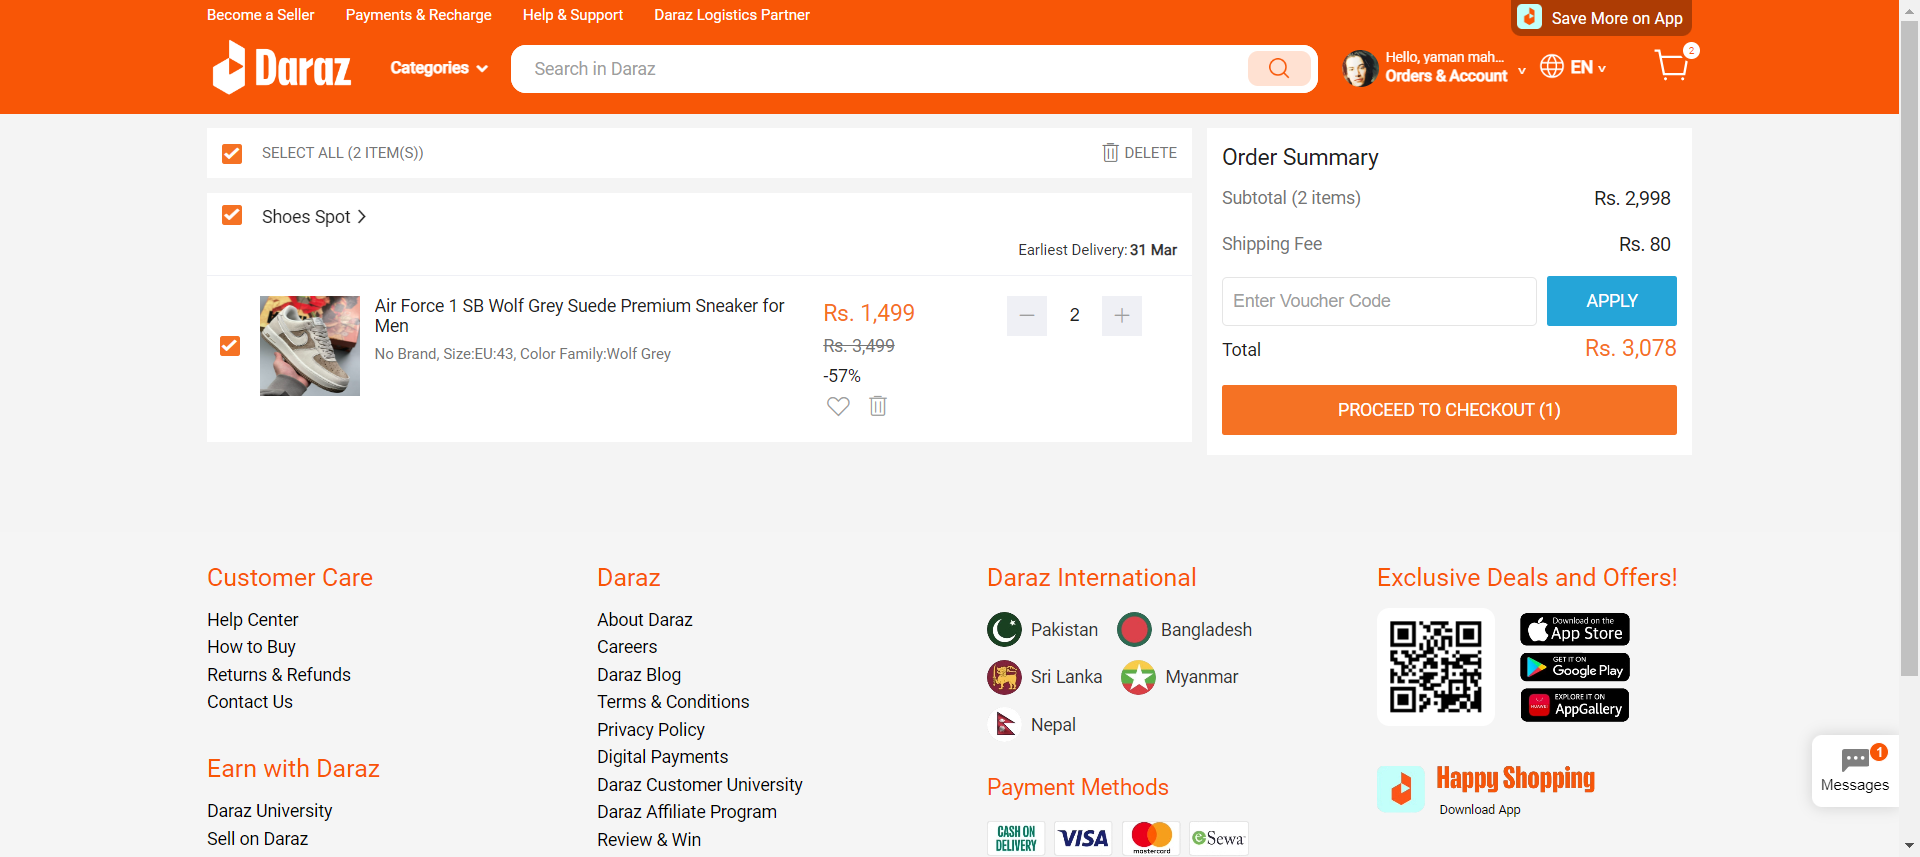 Become a Seller
Payments & Recharge
Help & Support
Daraz Logistics Partner
Save More on App
Daraz
Categories
Search in Daraz
Hello, yaman mah...
Orders & Account
EN
2
SELECT ALL (2 ITEM(S))
DELETE
Shoes Spot
Earliest Delivery: 31 Mar
Air Force 1 SB Wolf Grey Suede Premium Sneaker for
Men
No Brand, Size:EU:43, Color Family:Wolf Grey
Rs. 1,499
Rs. 3,499
-57%
2
Order Summary
Subtotal (2 items)
Rs. 2,998
Shipping Fee
Rs. 80
Enter Voucher Code
APPLY
Total
Rs. 3,078
PROCEED TO CHECKOUT (1)
Customer Care
Help Center
How to Buy
Returns & Refunds
Contact Us
Earn with Daraz
Daraz University
Sell on Daraz
Daraz
About Daraz
Careers
Daraz Blog
Terms & Conditions
Privacy Policy
Digital Payments
Daraz Customer University
Daraz Affiliate Program
Review & Win
Daraz International
Pakistan
Bangladesh
Sri Lanka
Myanmar
Nepal
Payment Methods
CASH ON
DELIVERY
VISA
mastercard
eSewa
Exclusive Deals and Offers!
Download on the
App Store
GET IT ON
Google Play
HUAWEI
EXPLORE IT ON
AppGallery
Happy Shopping
Download App
1
Messages